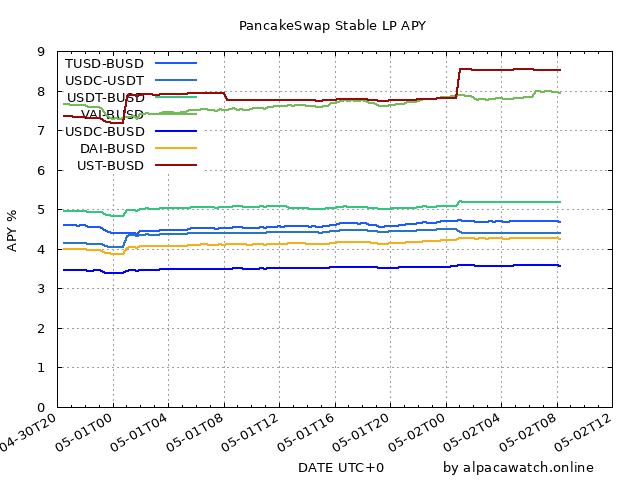 PancakeSwap Stable LP APY
9
8
7
6
5
4
3
2
1
0
APY %
TUSD-BUSD
USDC-USDT
USDT-BUSD
VAI-BUSD
USDC-BUSD
DAI-BUSD
UST-BUSD
04-30T20
05-01T00
05-01T04
05-01T08
05-01T12
05-01T16
05-01T20
05-02T00
05-02T04
05-02T08
05-02T12
DATE UTC+0
by alpacawatch.online